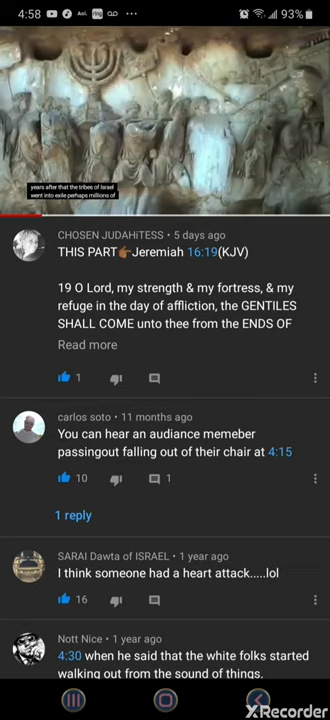 4:58
Aol.
ring
93%
years after that the tribes of Israel
went into exile perhaps millions of
CHOSEN JUDAHiTESS • 5 days ago
THIS PART👉🏾Jeremiah 16:19(KJV)
19 O Lord, my strength & my fortress, & my
refuge in the day of affliction, the GENTILES
SHALL COME unto thee from the ENDS OF
Read more
1
carlos soto • 11 months ago
You can hear an audiance memeber
passingout falling out of their chair at 4:15
10
1
1 reply
SARAI Dawta of ISRAEL • 1 year ago
I think someone had a heart attack.....lol
16
Nott Nice • 1 year ago
4:30 when he said that the white folks started
walking out from the sound of things.
XRecorder